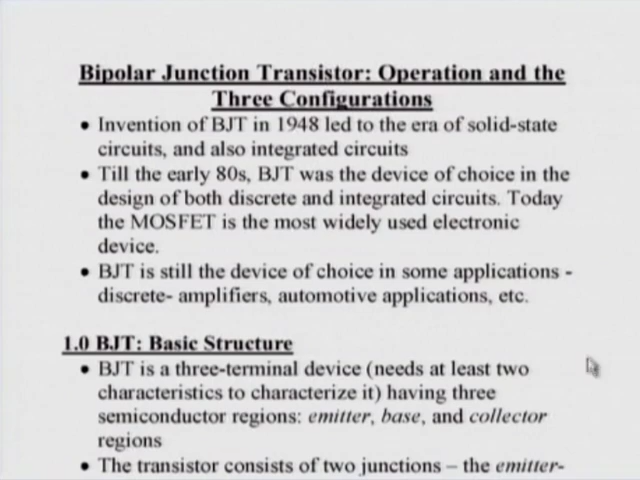 Bipolar Junction Transistor: Operation and the
Three Configurations
• Invention of BJT in 1948 led to the era of solid-state
circuits, and also integrated circuits
• Till the early 80s, BJT was the device of choice in the
design of both discrete and integrated circuits. Today
the MOSFET is the most widely used electronic
device.
• BJT is still the device of choice in some applications -
discrete- amplifiers, automotive applications, etc.
1.0 BJT: Basic Structure
• BJT is a three-terminal device (needs at least two
characteristics to characterize it) having three
semiconductor regions: emitter, base, and collector
regions
• The transistor consists of two junctions – the emitter-